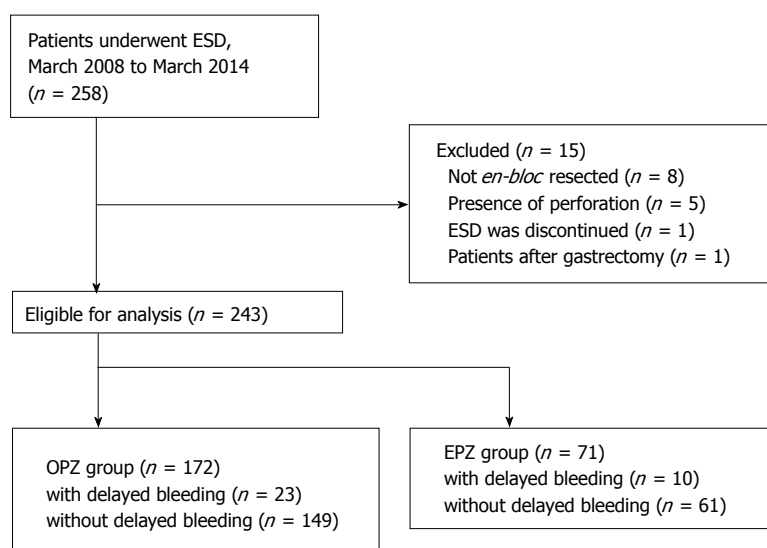 Patients underwent ESD,
March 2008 to March 2014
(n = 258)
Excluded (n = 15)
Not en-bloc resected (n = 8)
Presence of perforation (n = 5)
ESD was discontinued (n = 1)
Patients after gastrectomy (n = 1)
Eligible for analysis (n = 243)
OPZ group (n = 172)
with delayed bleeding (n = 23)
without delayed bleeding (n = 149)
EPZ group (n = 71)
with delayed bleeding (n = 10)
without delayed bleeding (n = 61)